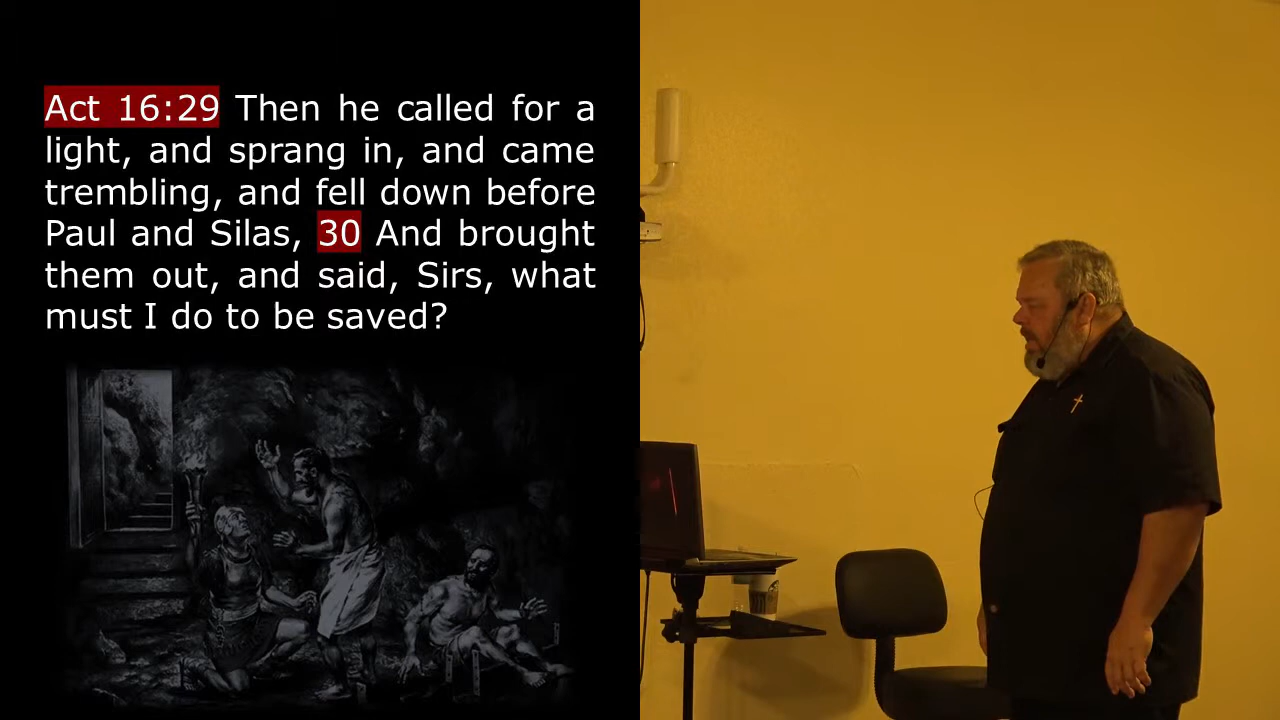 Act 16:29 Then he called for a
light, and sprang in, and came
trembling, and fell down before
Paul and Silas, 30 And brought
them out, and said, Sirs, what
must I do to be saved?